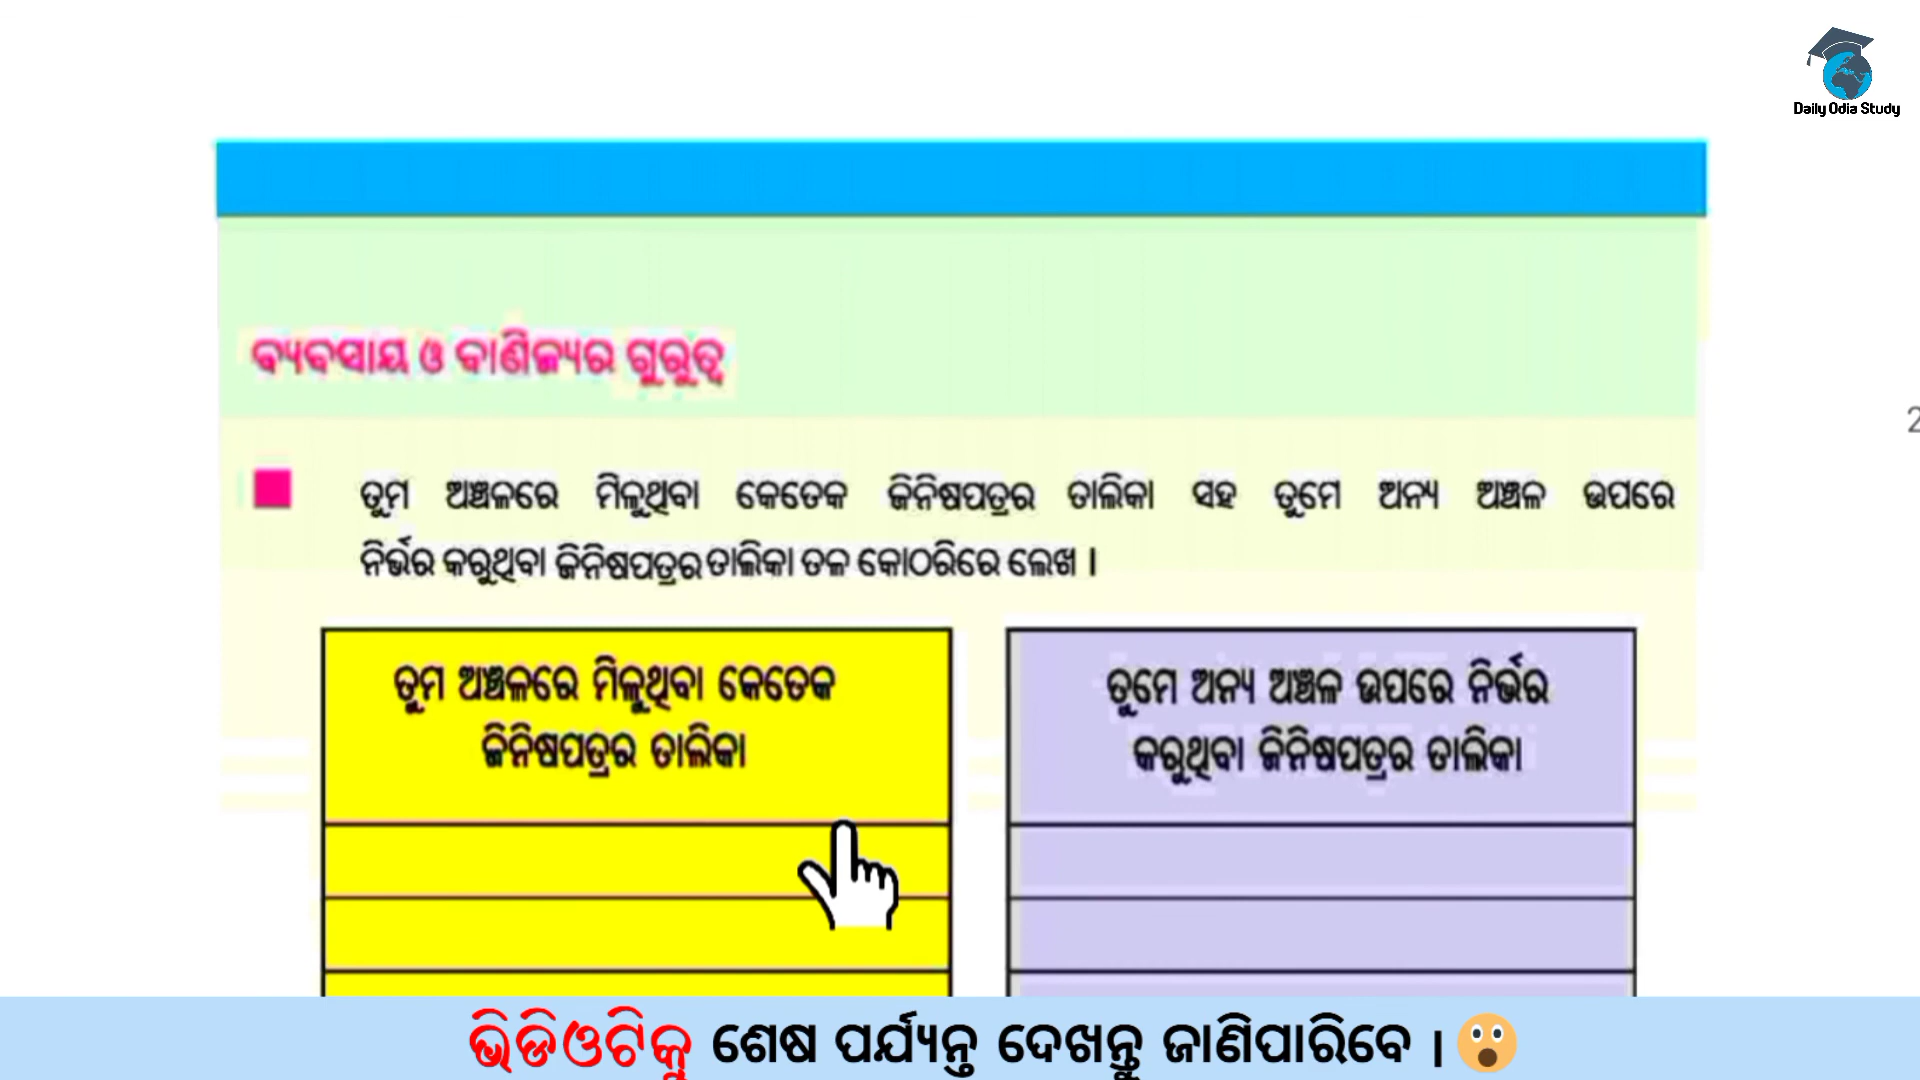 Daily Odia Study
ବ୍ୟବସାୟ ଓ ବାଣିଜ୍ୟର ଗୁରୁତ୍ୱ
2
ତୁମ ଅଞ୍ଚଳରେ ମିଳୁଥିବା କେତେକ ଜିନିଷପତ୍ରର ତାଲିକା ସହ ତୁମେ ଅନ୍ୟ ଅଞ୍ଚଳ ଉପରେ
ନିର୍ଭର କରୁଥିବା ଜିନିଷପତ୍ରର ତାଲିକା ତଳ କୋଠରିରେ ଲେଖ ।
ତୁମ ଅଞ୍ଚଳରେ ମିଳୁଥିବା କେତେକ
ଜିନିଷପତ୍ରର ତାଲିକା
ତୁମେ ଅନ୍ୟ ଅଞ୍ଚଳ ଉପରେ ନିର୍ଭର
କରୁଥିବା ଜିନିଷପତ୍ରର ତାଲିକା
ଭିଡିଓଟିକୁ ଶେଷ ପର୍ଯ୍ୟନ୍ତ ଦେଖନ୍ତୁ ଜାଣିପାରିବେ । 😮